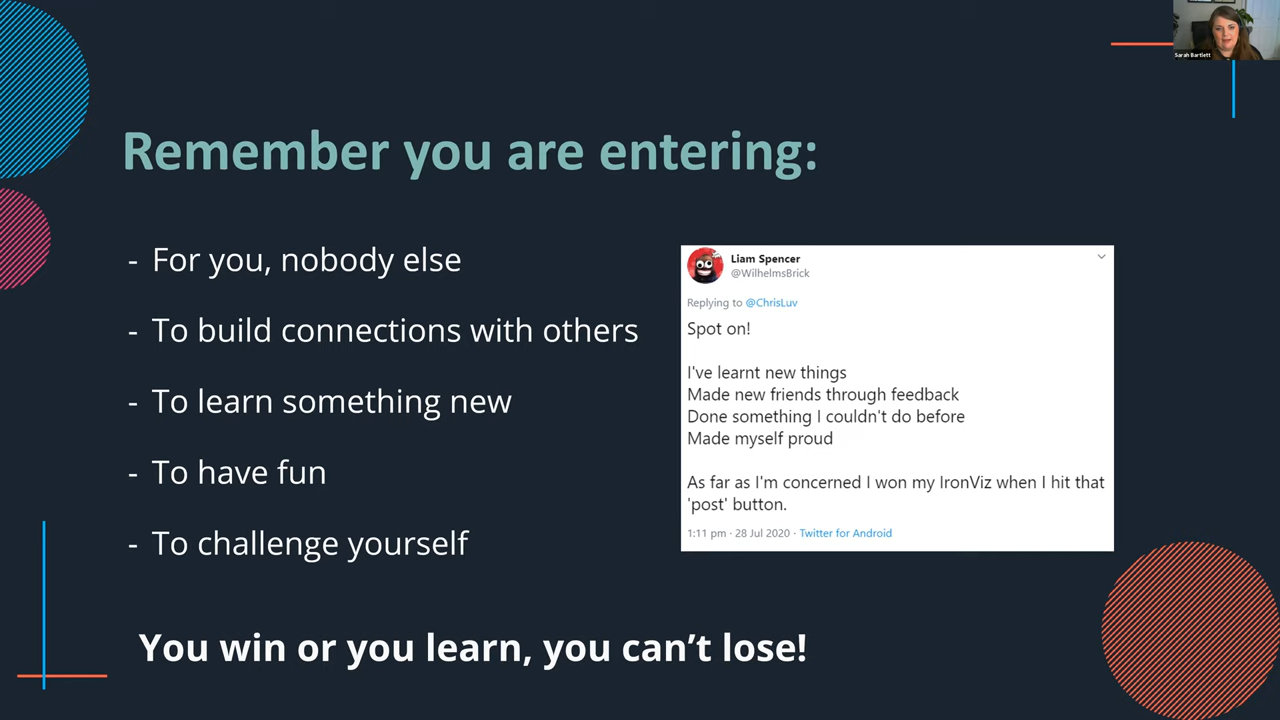 Sarah Bartlett
Remember you are entering:
- For you, nobody else
- To build connections with others
- To learn something new
- To have fun
- To challenge yourself
Liam Spencer
@WilhelmsBrick
Replying to @ChrisLuv
Spot on!
I've learnt new things
Made new friends through feedback
Done something I couldn't do before
Made myself proud
As far as I'm concerned I won my IronViz when I hit that
'post' button.
1:11 pm · 28 Jul 2020 · Twitter for Android
You win or you learn, you can’t lose!